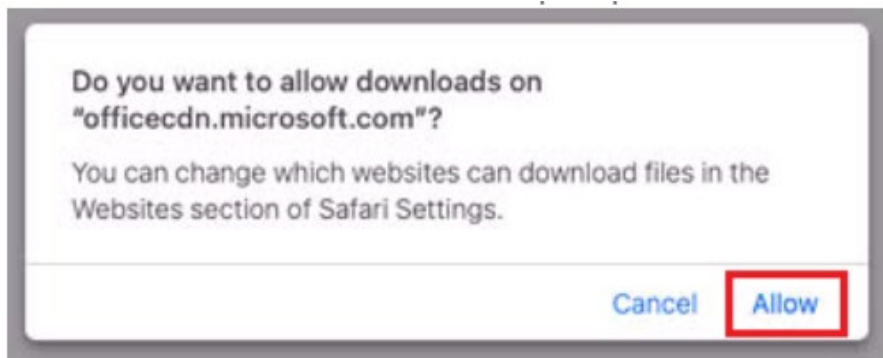 Do you want to allow downloads on
"officecdn.microsoft.com"?
You can change which websites can download files in the
Websites section of Safari Settings.
Cancel Allow